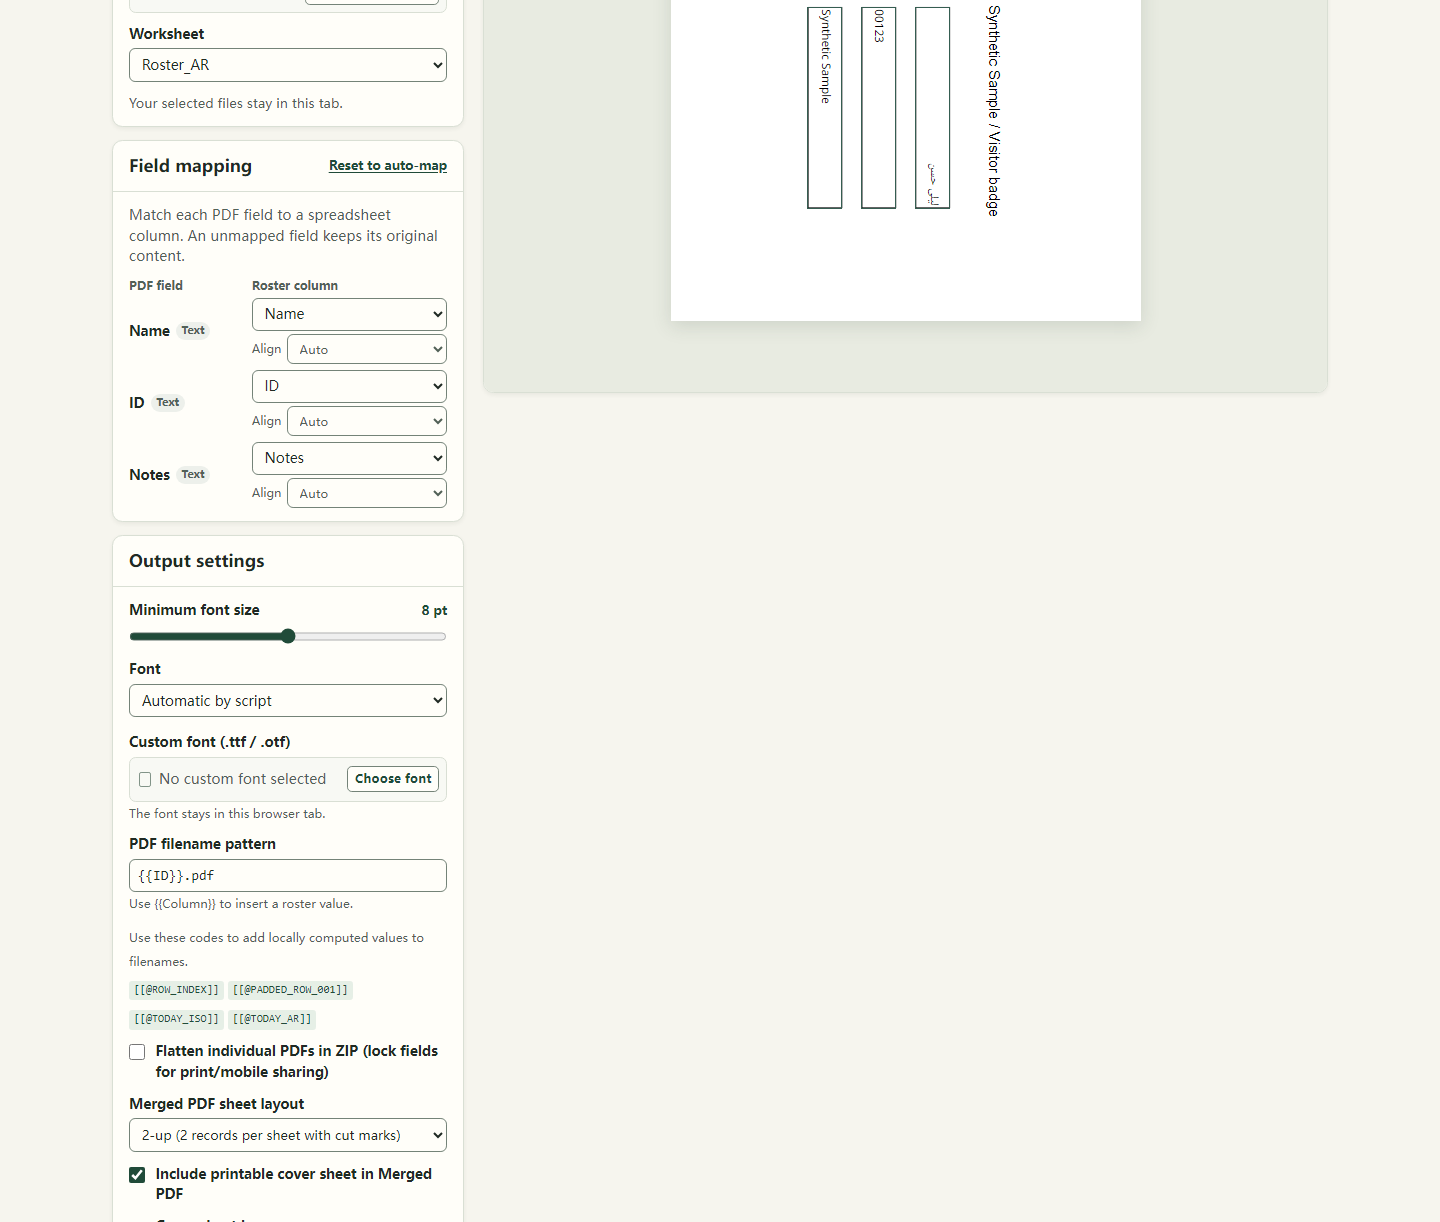 Worksheet
Roster_AR
Your selected files stay in this tab.
Field mapping
Reset to auto-map
Match each PDF field to a spreadsheet
column. An unmapped field keeps its original
content.
PDF field
Roster column
Name Text
Name
Align Auto
ID Text
ID
Align Auto
Notes Text
Notes
Align Auto
Output settings
Minimum font size
8 pt
Font
Automatic by script
Custom font (.ttf / .otf)
No custom font selected
Choose font
The font stays in this browser tab.
PDF filename pattern
{{ID}}.pdf
Use {{Column}} to insert a roster value.
Use these codes to add locally computed values to
filenames.
[[@ROW_INDEX]] [[@PADDED_ROW_001]]
[[@TODAY_ISO]] [[@TODAY_AR]]
Flatten individual PDFs in ZIP (lock fields
for print/mobile sharing)
Merged PDF sheet layout
2-up (2 records per sheet with cut marks)
Include printable cover sheet in Merged
PDF
Synthetic Sample / Visitor badge
ليلى حسن
00123
Synthetic Sample